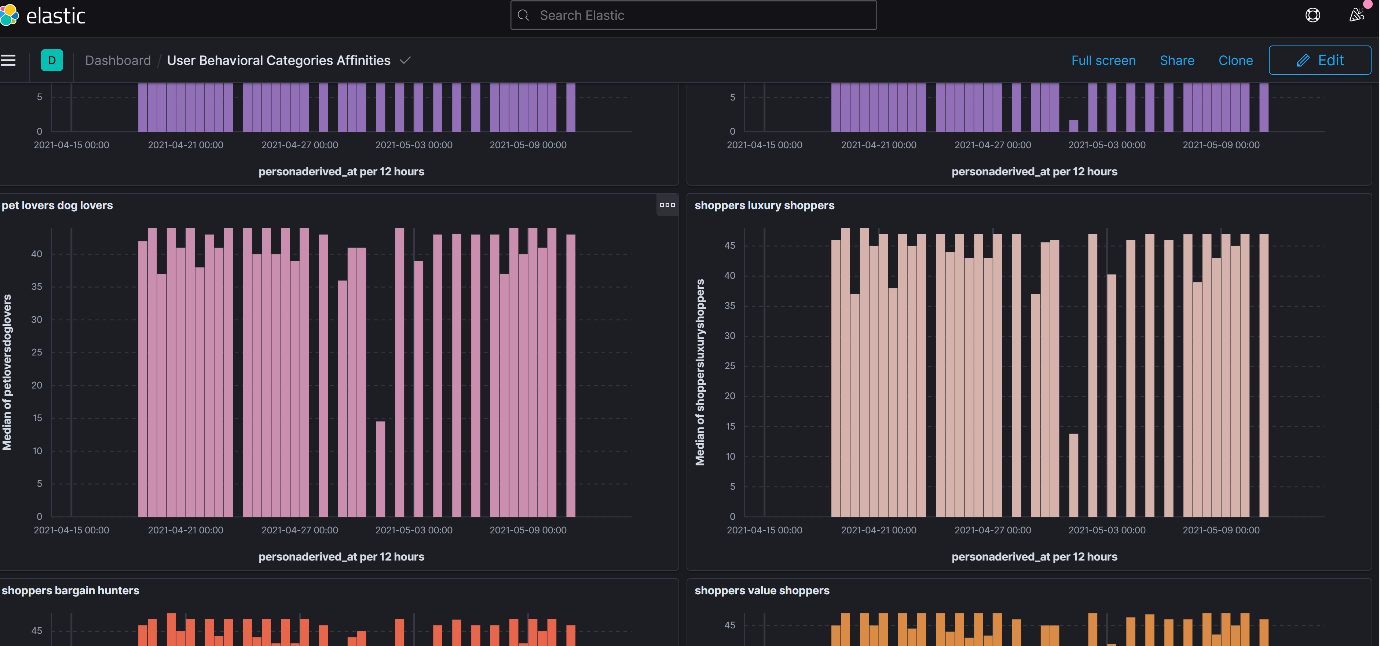 elastic
Search Elastic
D
Dashboard / User Behavioral Categories Affinities
Full screen
Share
Clone
Edit
5
0
2021-04-15 00:00 2021-04-21 00:00 2021-04-27 00:00 2021-05-03 00:00 2021-05-09 00:00
personaderived_at per 12 hours
5
0
2021-04-15 00:00 2021-04-21 00:00 2021-04-27 00:00 2021-05-03 00:00 2021-05-09 00:00
personaderived_at per 12 hours
pet lovers dog lovers
Median of petloversdoglovers
40
35
30
25
20
15
10
5
0
2021-04-15 00:00 2021-04-21 00:00 2021-04-27 00:00 2021-05-03 00:00 2021-05-09 00:00
personaderived_at per 12 hours
shoppers luxury shoppers
Median of shoppersluxuryshoppers
45
40
35
30
25
20
15
10
5
0
2021-04-15 00:00 2021-04-21 00:00 2021-04-27 00:00 2021-05-03 00:00 2021-05-09 00:00
personaderived_at per 12 hours
shoppers bargain hunters
45
shoppers value shoppers
45